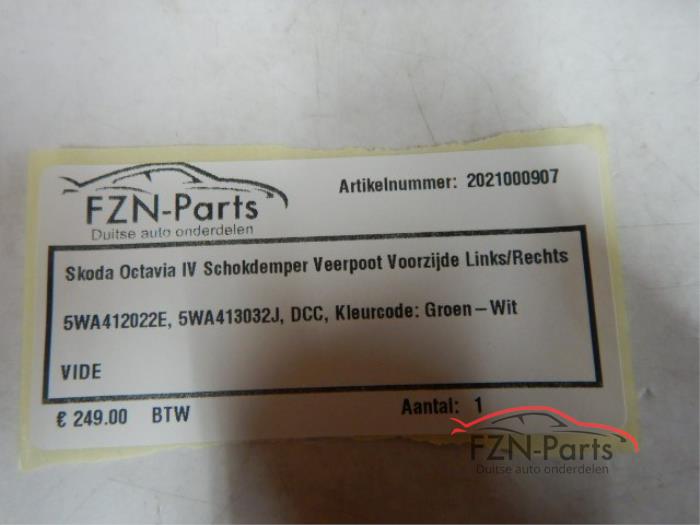 FZN-Parts
Duitse auto onderdelen
Artikelnummer: 2021000907
Skoda Octavia IV Schokdemper Veerpoot Voorzijde Links/Rechts
5WA412022E, 5WA413032J, DCC, Kleurcode: Groen-Wit
VIDE
€ 249.00 BTW
Aantal: 1
FZN-Parts
Duitse auto onderdelen